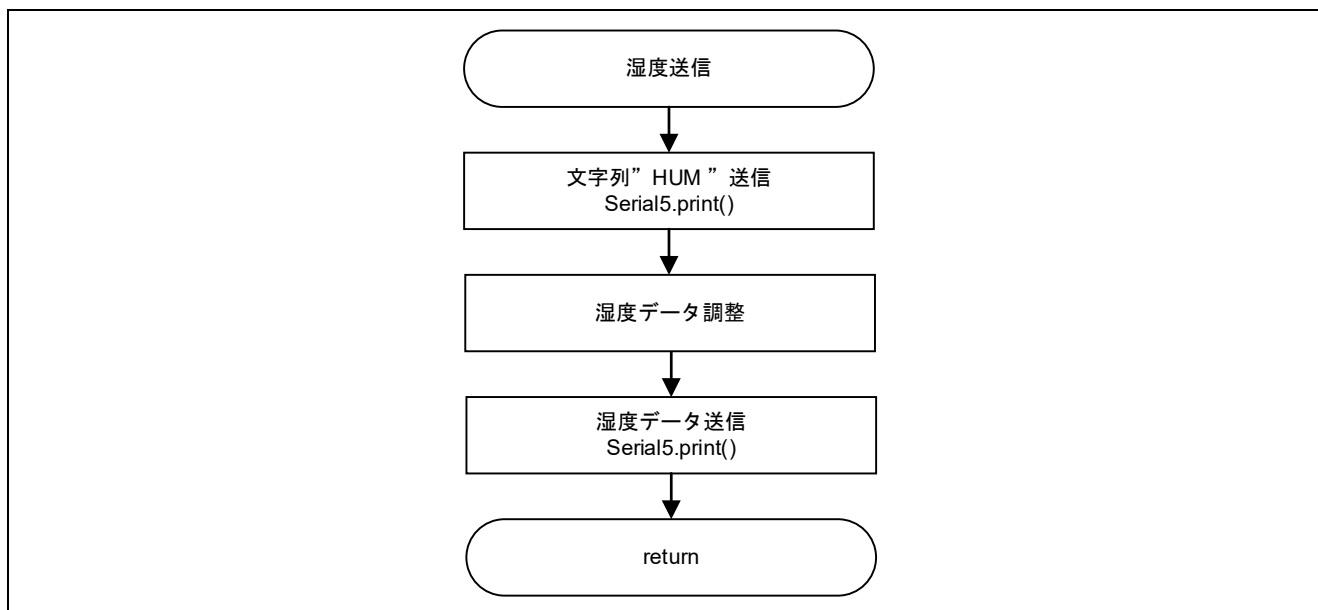 湿度送信
文字列”HUM ”送信
Serial5.print()
湿度データ調整
湿度データ送信
Serial5.print()
return